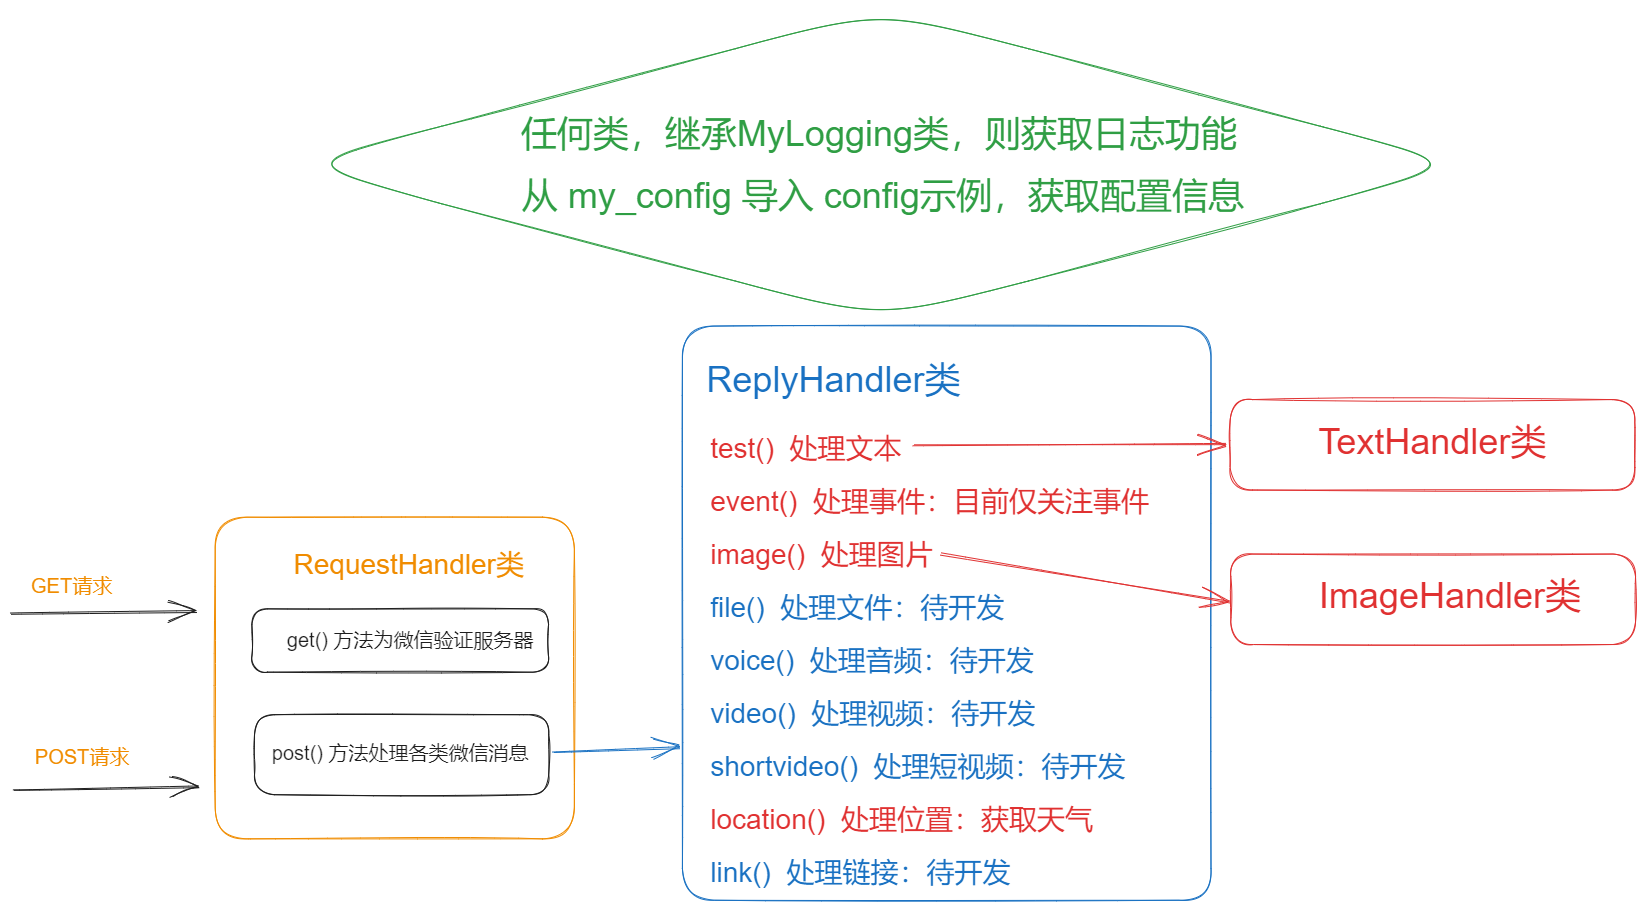 任何类，继承MyLogging类，则获取日志功能
从 my_config 导入 config示例，获取配置信息
ReplyHandler类
test() 处理文本
event() 处理事件：目前仅关注事件
image() 处理图片
file() 处理文件：待开发
voice() 处理音频：待开发
video() 处理视频：待开发
shortvideo() 处理短视频：待开发
location() 处理位置：获取天气
link() 处理链接：待开发
TextHandler类
ImageHandler类
RequestHandler类
GET请求
get() 方法为微信验证服务器
POST请求
post() 方法处理各类微信消息